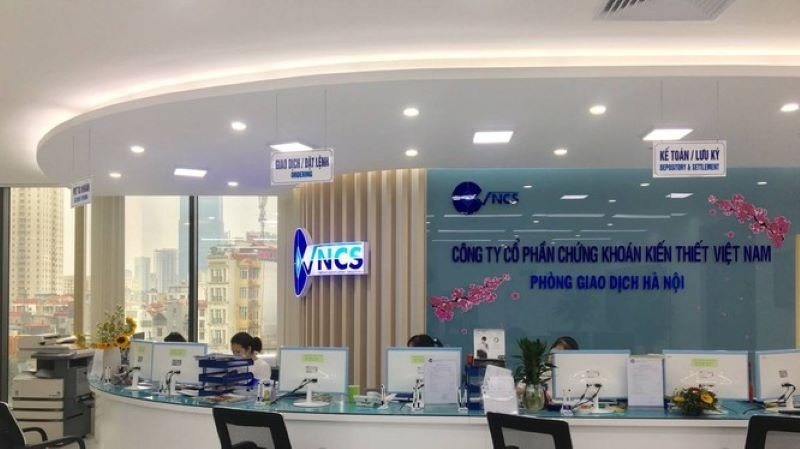 GIAO DỊCH / ĐẶT LỆNH
ORDERING
KẾ TOÁN / LƯU KÝ
DEPOSITORY & SETTLEMENT
VNCS
VNCS
CÔNG TY CỔ PHẦN CHỨNG KHOÁN KIẾN THIẾT VIỆT NAM
PHÒNG GIAO DỊCH HÀ NỘI